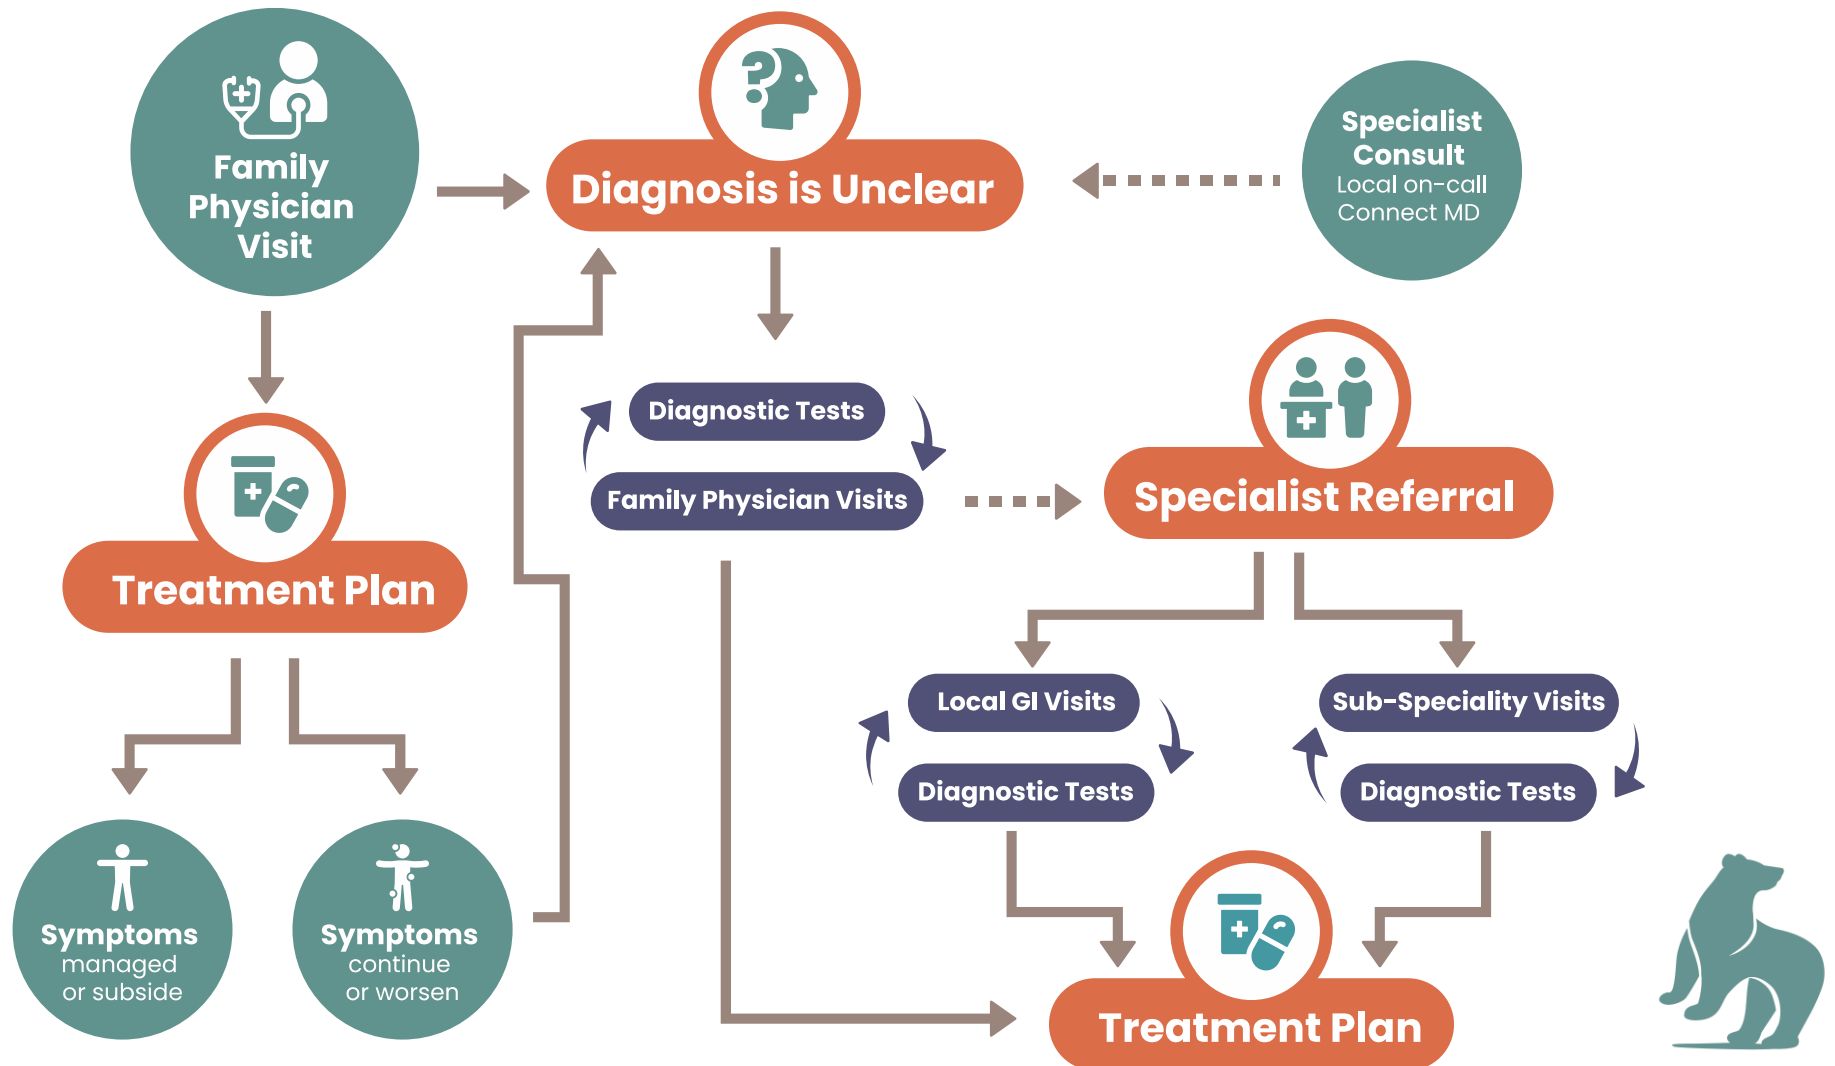 Family
Physician
Visit
Diagnosis is Unclear
Specialist
Consult
Local on-call
Connect MD
Diagnostic Tests
Family Physician Visits
Specialist Referral
Treatment Plan
Local GI Visits
Diagnostic Tests
Sub-Speciality Visits
Diagnostic Tests
Symptoms
managed
or subside
Symptoms
continue
or worsen
Treatment Plan